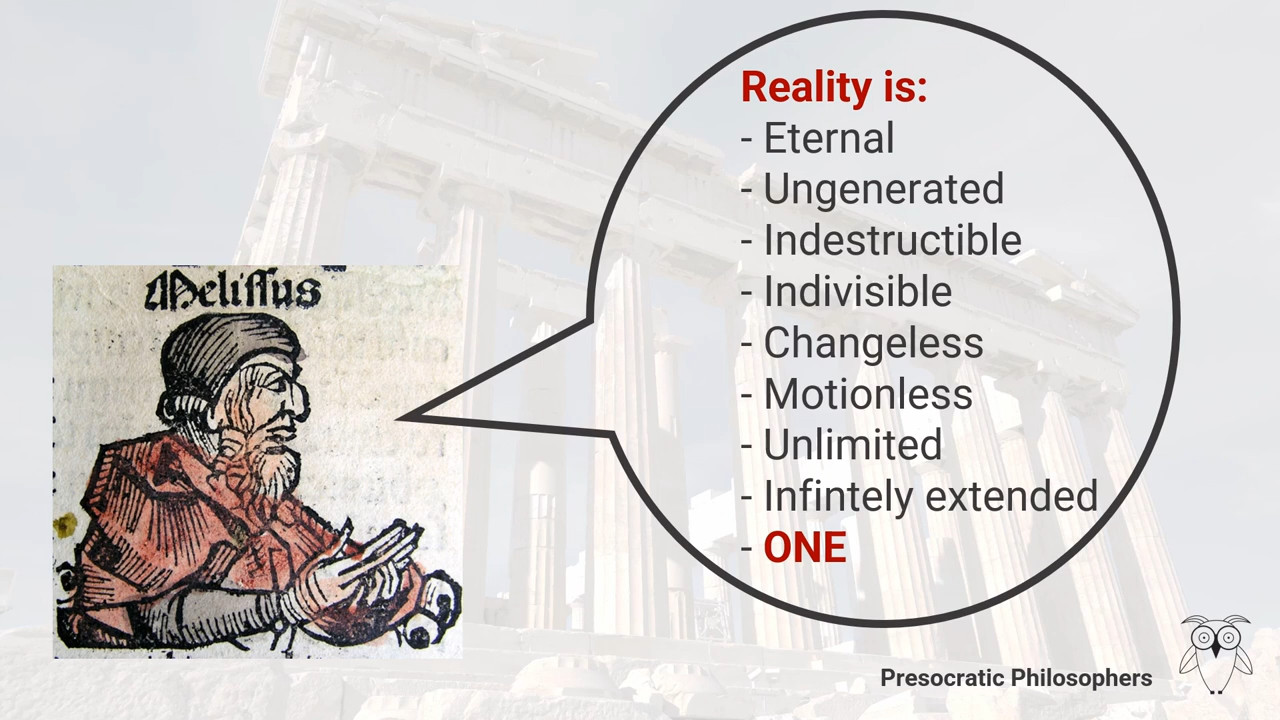 Meliſſus
Reality is:
- Eternal
- Ungenerated
- Indestructible
- Indivisible
- Changeless
- Motionless
- Unlimited
- Infintely extended
- ONE
Presocratic Philosophers